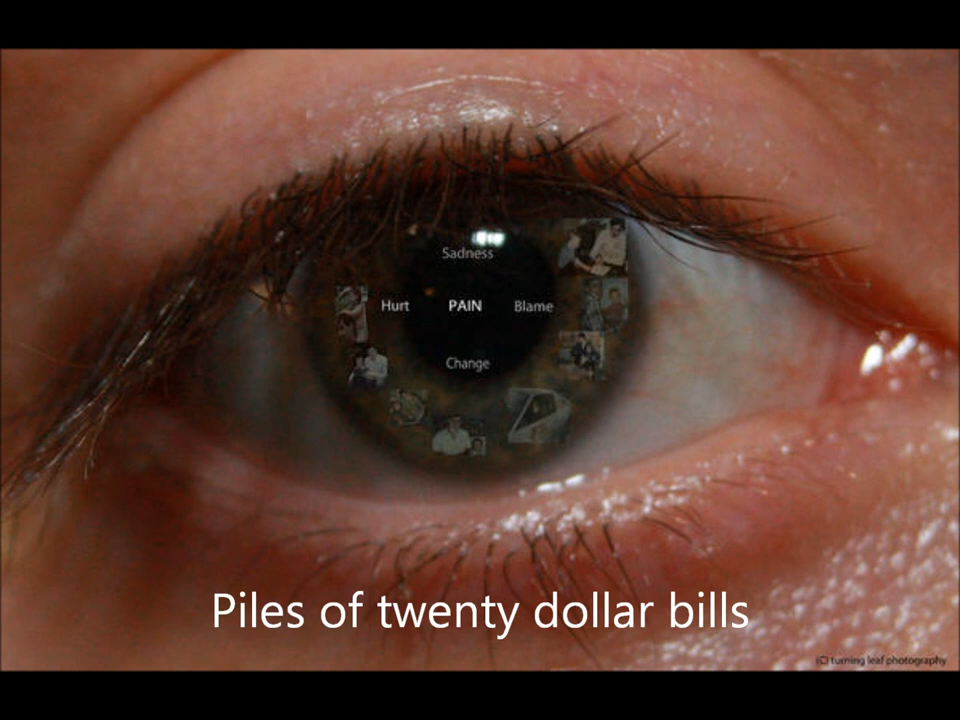 Sadness
Hurt PAIN Blame
Change
Piles of twenty dollar bills
(C) turning leaf photography